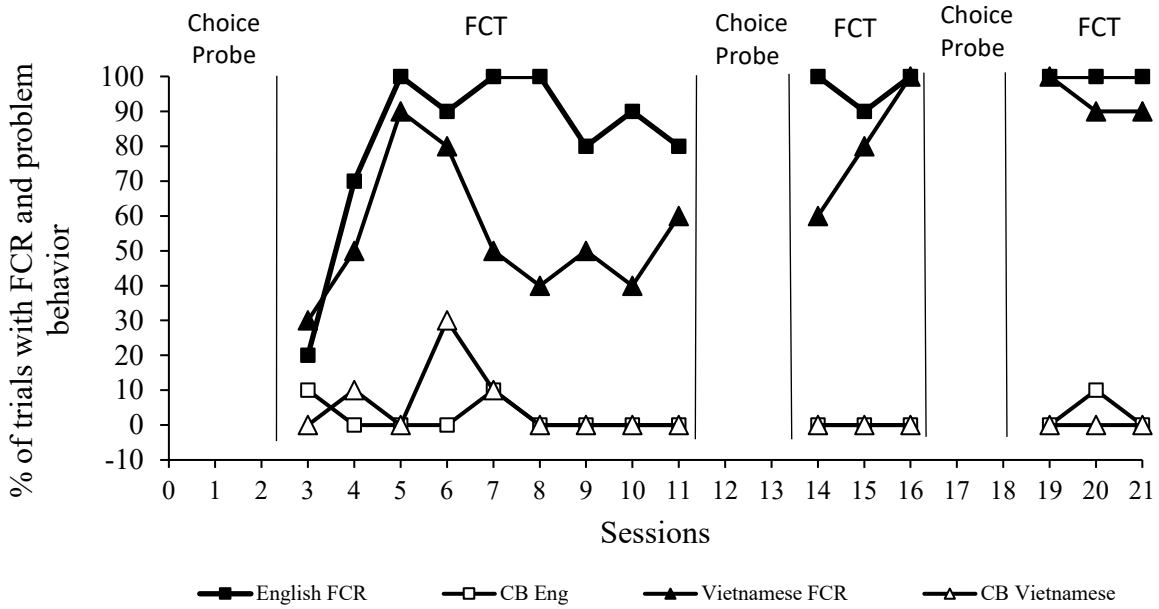 Choice
Probe
FCT
Choice
Probe
FCT
Choice
Probe
FCT
% of trials with FCR and problem
behavior
100
90
80
70
60
50
40
30
20
10
0
-10
0 1 2 3 4 5 6 7 8 9 10 11 12 13 14 15 16 17 18 19 20 21
Sessions
English FCR CB Eng Vietnamese FCR CB Vietnamese